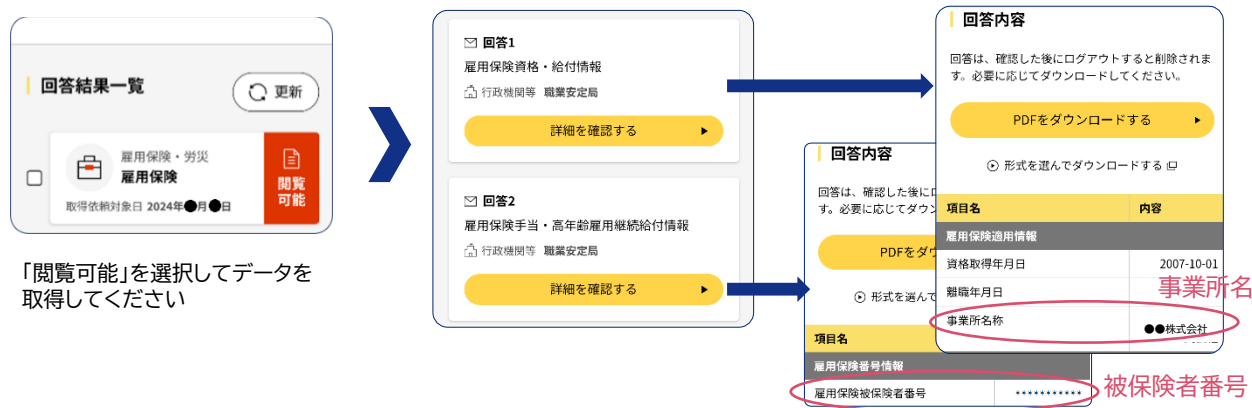 回答結果一覧
更新
雇用保険・労災
雇用保険
取得依頼対象日 2024年●月●日
閲覧
可能
「閲覧可能」を選択してデータを
取得してください
回答1
雇用保険資格・給付情報
行政機関等 職業安定局
詳細を確認する
回答2
雇用保険手当・高年齢雇用継続給付情報
行政機関等 職業安定局
詳細を確認する
回答内容
回答は、確認した後にログアウトすると削除されま
す。必要に応じてダウンロードしてください。
PDFをダウンロードする
形式を選んでダウンロードする
項目名 内容
雇用保険適用情報
資格取得年月日 2007-10-01
離職年月日
事業所名称 ●●株式会社
事業所名
回答内容
回答は、確認した後に
す。必要に応じてダウン
PDFをダ
形式を選んで
項目名
雇用保険番号情報
雇用保険被保険者番号 ***********
被保険者番号